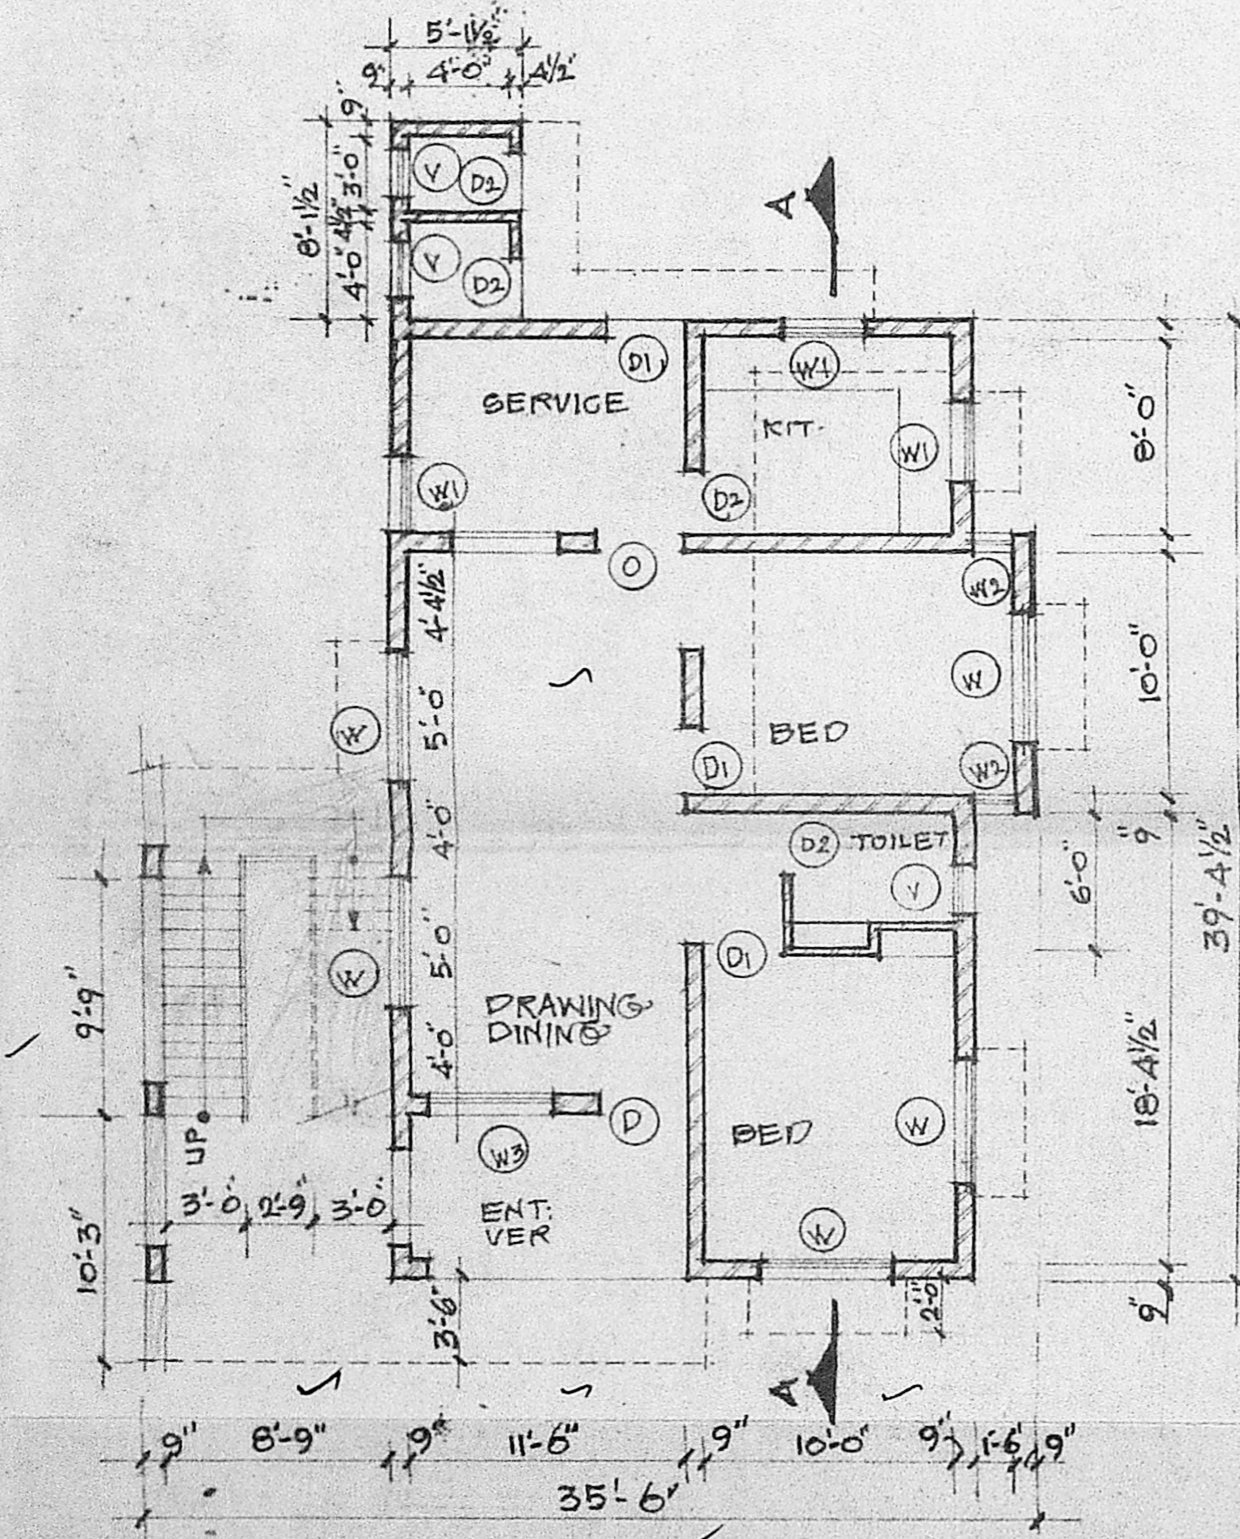 5'-1½"
9"
4'-0"
4½"
9"
3'-0"
4½"
4'-0"
8'-1½"
V
D2
V
D2
A
D1
W1
SERVICE
KIT.
W1
W1
D2
8'-0"
O
W2
4'-4½"
W
10'-0"
5'-0"
W
BED
D1
W2
4'-0"
D2
TOILET
9"
6'-0"
V
39'-4½"
5'-0"
W
D1
9'-9"
DRAWING
DINING
4'-0"
18'-4½"
D
BED
W
UP
W3
3'-0"
2'-9"
3'-0"
ENT.
VER
W
10'-3"
3'-6"
2'-0"
9"
A
9"
8'-9"
9"
11'-6"
9"
10'-0"
9"
1'-6"
9"
35'-6"